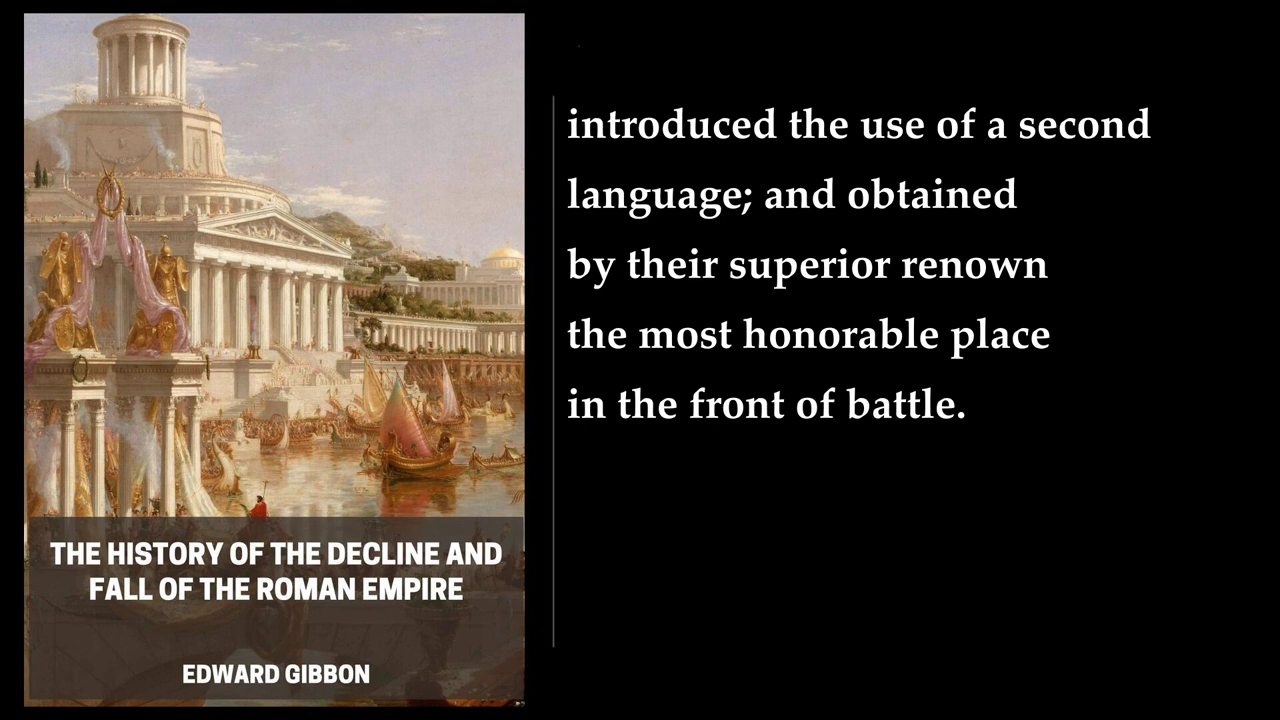 introduced the use of a second
language; and obtained
by their superior renown
the most honorable place
in the front of battle.
THE HISTORY OF THE DECLINE AND
FALL OF THE ROMAN EMPIRE
EDWARD GIBBON